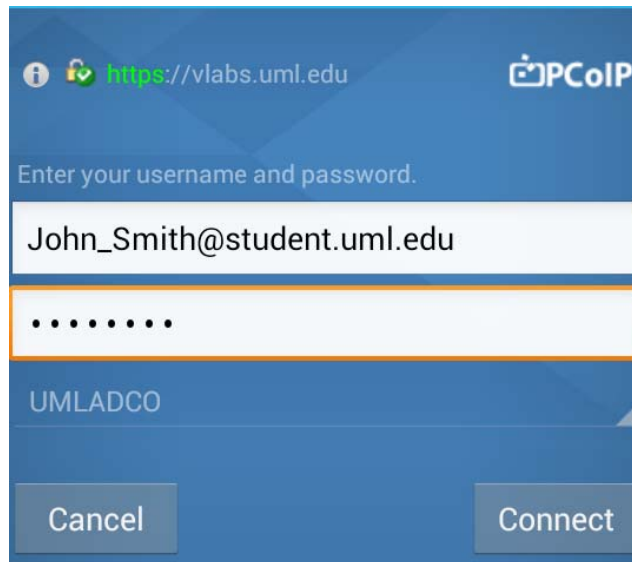 https://vlabs.uml.edu PCoIP
Enter your username and password.
John_Smith@student.uml.edu
••••••••
UMLADCO
Cancel Connect